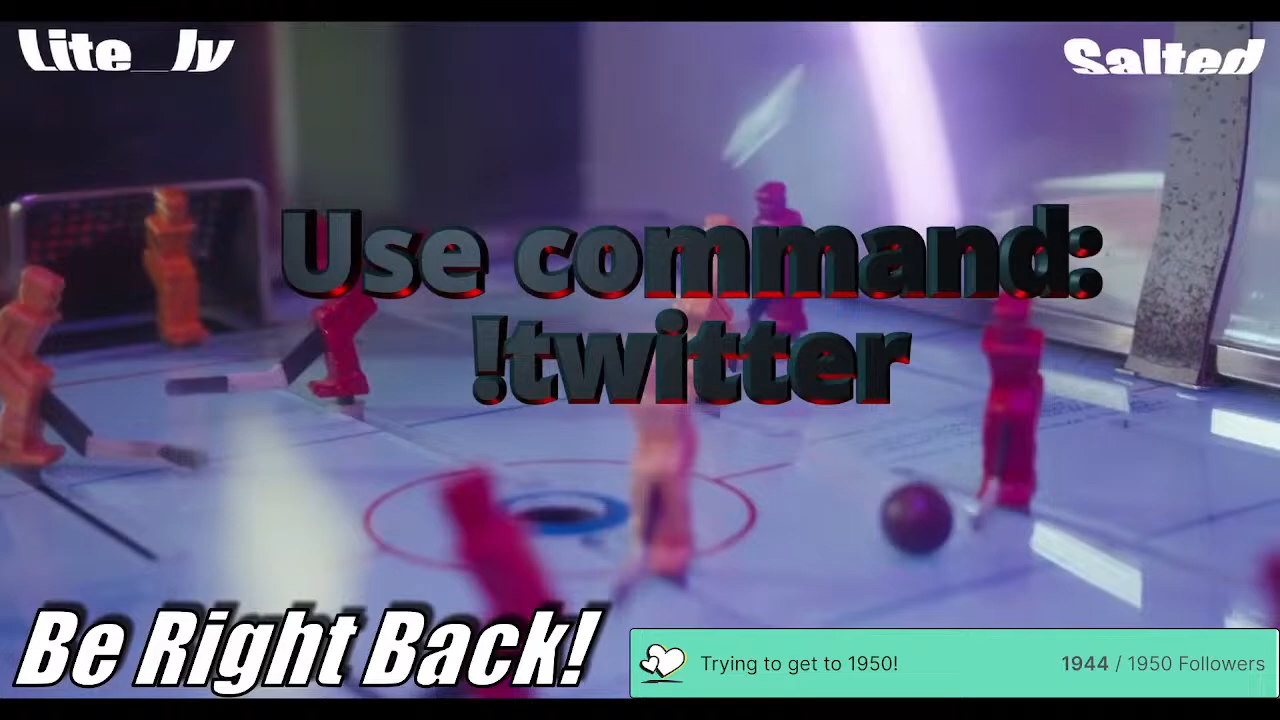 Lite_Jv
Salted
Use command:
!twitter
Be Right Back!
Trying to get to 1950!
1944 / 1950 Followers